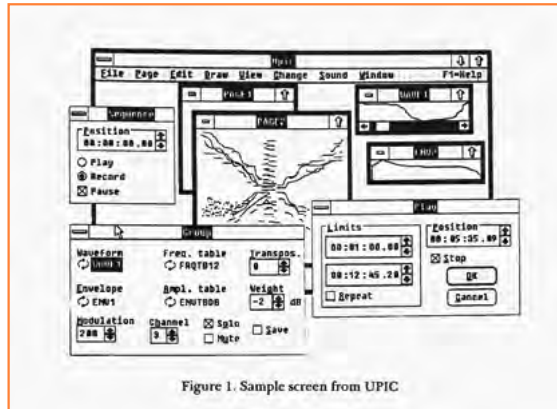 Upic
File Page Edit Draw View Change Sound Window F1=Help
PAGE1
WAVE1
Sequence
Position
00:00:00.00
Play
Record
Pause
PAGE2
ENV2
Group
Waveform Freq. table Transpos.
WAVE1 FRQTB12 0
Envelope Ampl. table Weight
ENV1 ENVTB08 -2 dB
Modulation Channel Solo Save
200 3 Mute
Play
Limits Position
00:01:00.00 00:05:35.09
Stop
00:12:45.20 OK
Repeat Cancel
Figure 1. Sample screen from UPIC